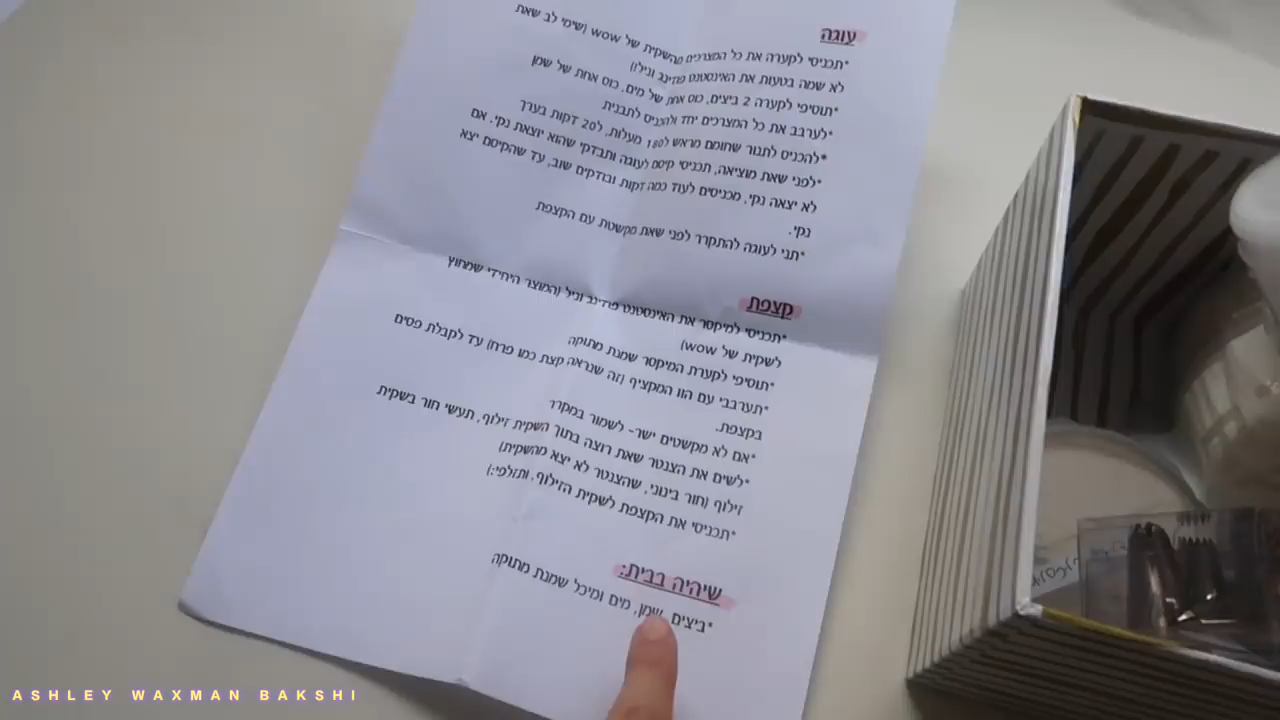 עוגה
*תכניסי לקערה את כל המצרכים מהשקית של wow (שימי לב שאת
לא שמה בטעות את האינסטנט פודינג וניל!)
*תוסיפי לקערה 2 ביצים, כוס אחת של מים, כוס אחת של שמן
*לערבב את כל המצרכים יחד ולהכניס לתבנית
*להכניס לתנור שחומם מראש ל180 מעלות, ל20 דקות בערך
*לפני שאת מוציאה, תכניסי קיסם לעוגה ותבדקי שהוא יוצאת נקי. אם
לא יצאה נקי, מכניסים לעוד כמה דקות ובודקים שוב, עד שהקיסם יצא
נקי.
*תני לעוגה להתקרר לפני שאת מקשטת עם הקצפת
קצפת
*תכניסי למיקסר את האינסטנט פודינג וניל (המוצר היחידי שמחוץ
לשקית של wow)
*תוסיפי לקערת המיקסר שמנת מתוקה
*תערבבי עם הוו המקציף (זה שנראה קצת כמו פרח) עד לקבלת פסים
בקצפת.
*אם לא מקשטים ישר- לשמור במקרר
*לשים את הצנטר שאת רוצה בתוך השקית זילוף, תעשי חור בשקית
זילוף (חור בינוני, שהצנטר לא יצא מהשקית)
*תכניסי את הקצפת לשקית הזילוף, ותזלפי:)
שיהיה בבית:
*ביצים, שמן, מים ומיכל שמנת מתוקה
ASHLEY WAXMAN BAKSHI